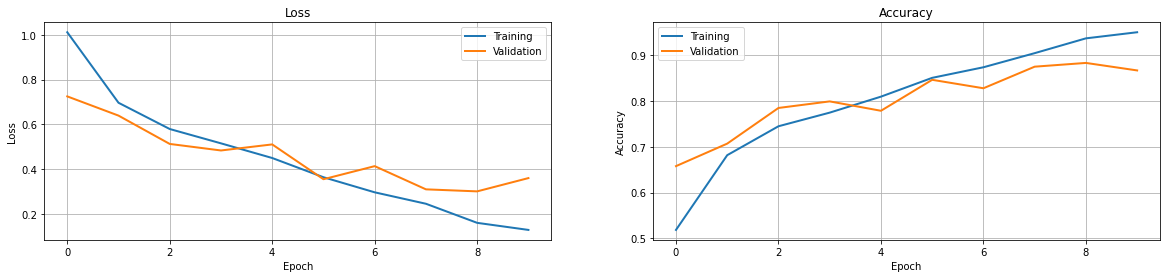 Loss
Training
Validation
Loss
1.0
0.8
0.6
0.4
0.2
0 2 4 6 8
Epoch
Accuracy
Training
Validation
Accuracy
0.9
0.8
0.7
0.6
0.5
0 2 4 6 8
Epoch